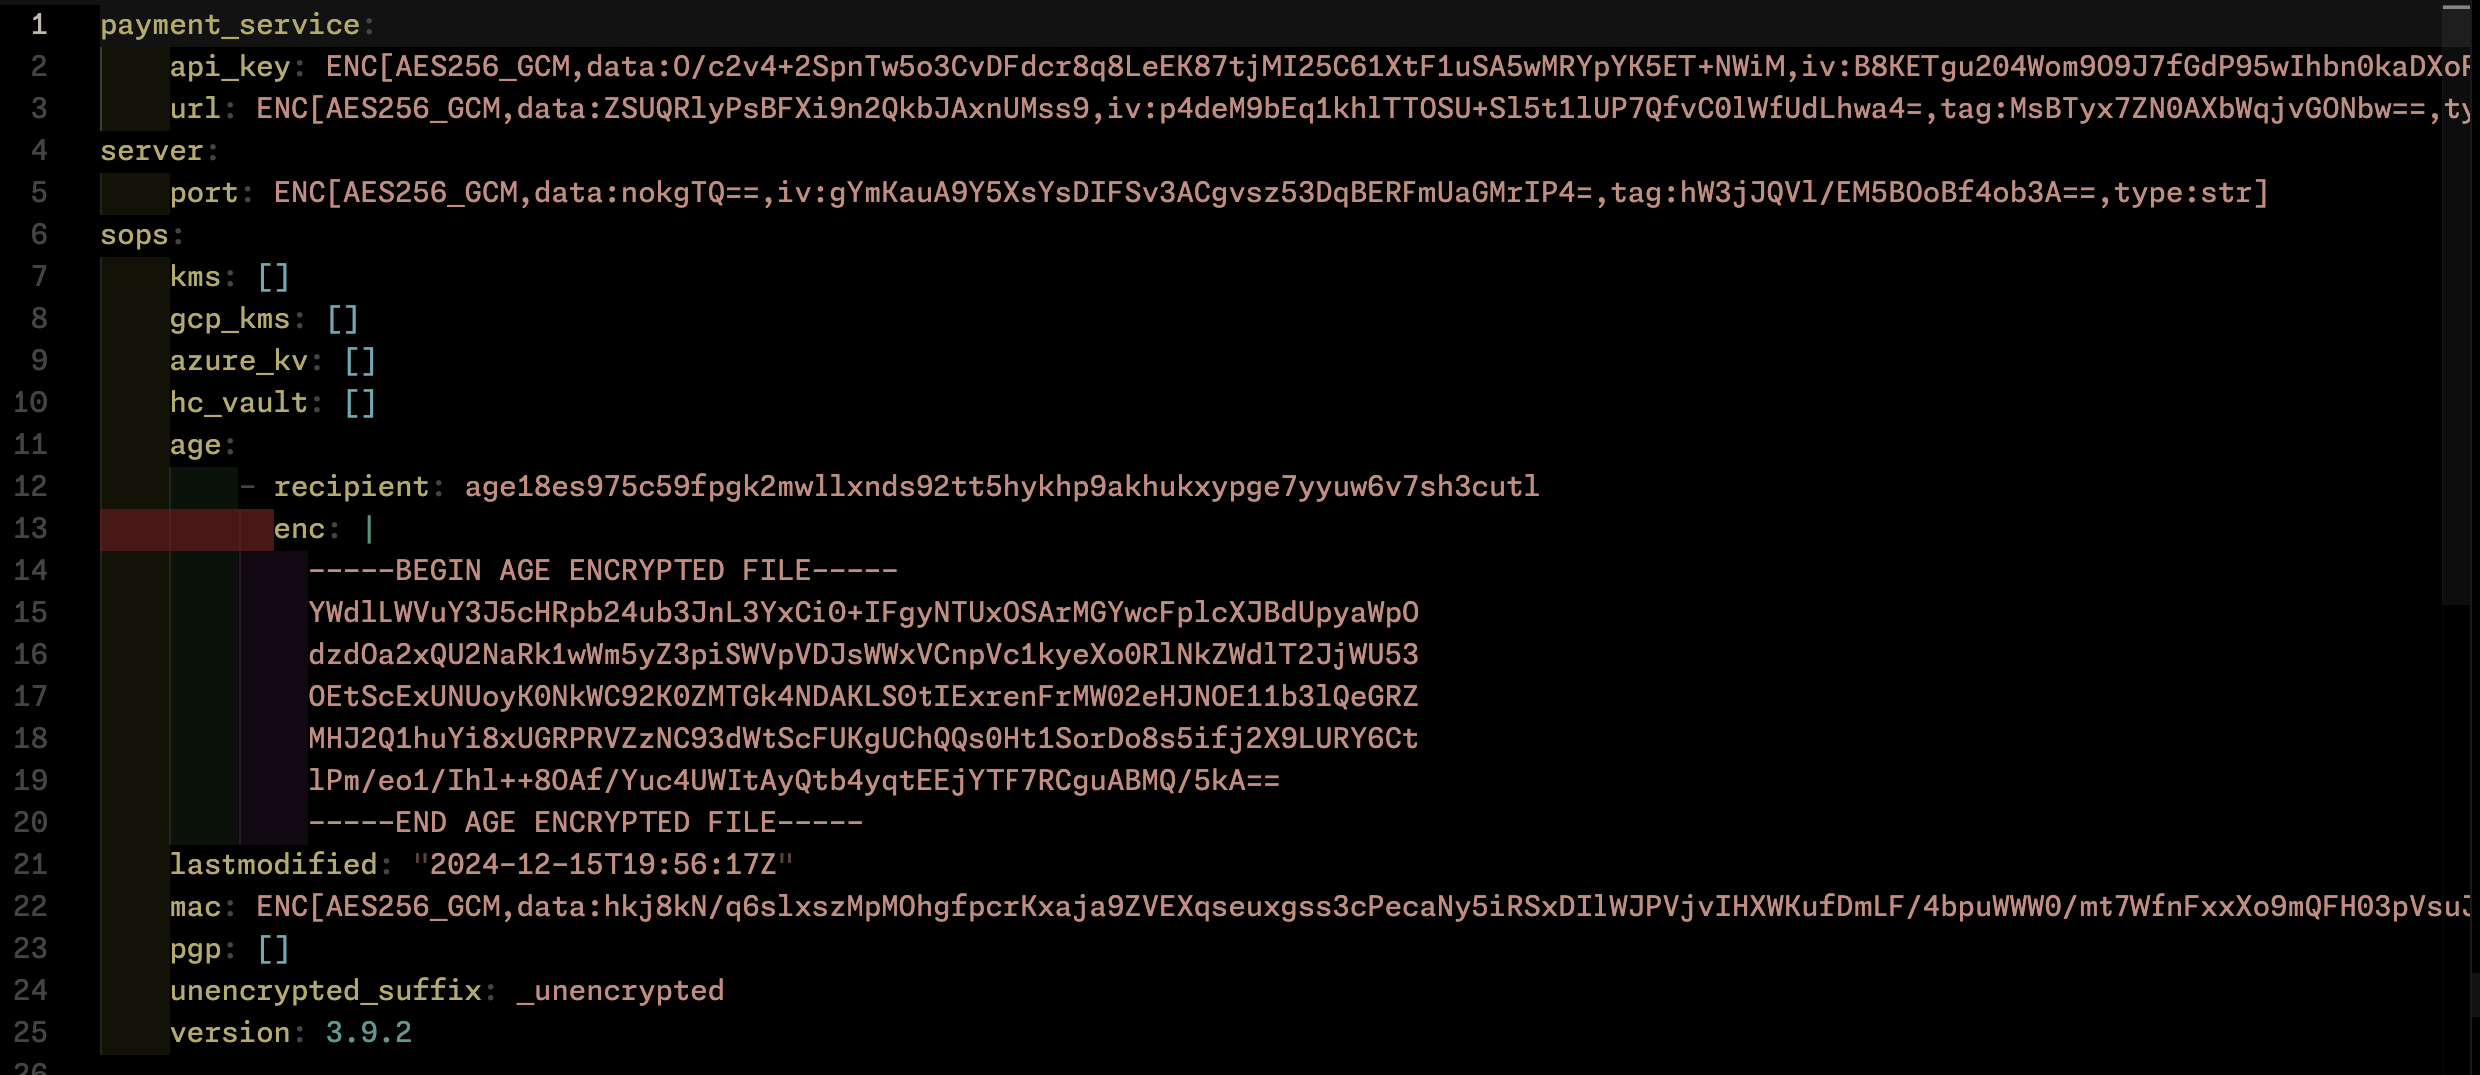 1 payment_service:
2 api_key: ENC[AES256_GCM,data:O/c2v4+2SpnTw5o3CvDFdcr8q8LeEK87tjMI25C61XtF1uSA5wMRYpYK5ET+NWiM,iv:B8KETgu204Wom9O9J7fGdP95wIhbn0kaDXoF
3 url: ENC[AES256_GCM,data:ZSUQRlyPsBFXi9n2QkbJAxnUMss9,iv:p4deM9bEq1khlTTOSU+Sl5t1lUP7QfvC0lWfUdLhwa4=,tag:MsBTyx7ZN0AXbWqjvGONbw==,ty
4 server:
5 port: ENC[AES256_GCM,data:nokgTQ==,iv:gYmKauA9Y5XsYsDIFSv3ACgvsz53DqBERFmUaGMrIP4=,tag:hW3jJQVl/EM5BOoBf4ob3A==,type:str]
6 sops:
7 kms: []
8 gcp_kms: []
9 azure_kv: []
10 hc_vault: []
11 age:
12 - recipient: age18es975c59fpgk2mwllxnds92tt5hykhp9akhukxypge7yyuw6v7sh3cutl
13 enc: |
14 -----BEGIN AGE ENCRYPTED FILE-----
15 YWdlLWVuY3J5cHRpb24ub3JnL3YxCi0+IFgyNTUxOSArMGYwcFplcXJBdUpyaWpO
16 dzdOa2xQU2NaRk1wWm5yZ3piSWVpVDJsWWxVCnpVc1kyeXo0RlNkZWdlT2JjWU53
17 OEtScExUNUoyK0NkWC92K0ZMTGk4NDAKLS0tIExrenFrMW02eHJNOE11b3lQeGRZ
18 MHJ2Q1huYi8xUGRPRVZzNC93dWtScFUKgUChQQs0Ht1SorDo8s5ifj2X9LURY6Ct
19 lPm/eo1/Ihl++8OAf/Yuc4UWItAyQtb4yqtEEjYTF7RCguABMQ/5kA==
20 -----END AGE ENCRYPTED FILE-----
21 lastmodified: "2024-12-15T19:56:17Z"
22 mac: ENC[AES256_GCM,data:hkj8kN/q6slxszMpMOhgfpcrKxaja9ZVEXqseuxgss3cPecaNy5iRSxDIlWJPVjvIHXWKufDmLF/4bpuWWW0/mt7WfnFxxXo9mQFH03pVsuJ
23 pgp: []
24 unencrypted_suffix: _unencrypted
25 version: 3.9.2
26